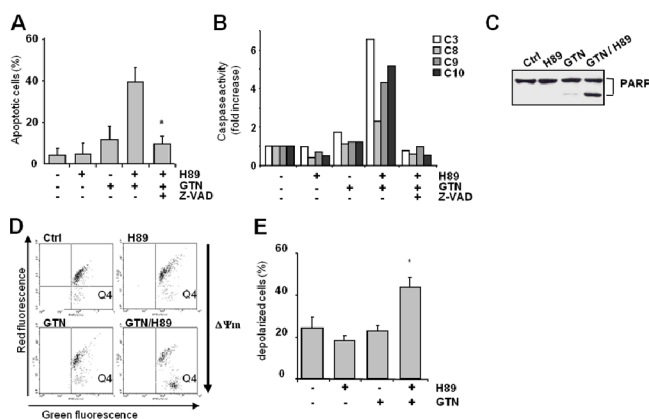 A
Apoptotic cells (%)
60
40
20
0
- + - + + H89
- - + + + GTN
- - - - + Z-VAD
*
B
Caspase activity
(fold increase)
6
4
2
0
C3
C8
C9
C10
- + - + + H89
- - + + + GTN
- - - - + Z-VAD
C
Ctrl
H89
GTN
GTN/H89
PARP
D
Red fluorescence
Green fluorescence
Ctrl
Q4
H89
Q4
GTN
Q4
GTN/H89
Q4
ΔΨm
E
depolarized cells (%)
60
40
20
0
*
- + - + H89
- - + + GTN